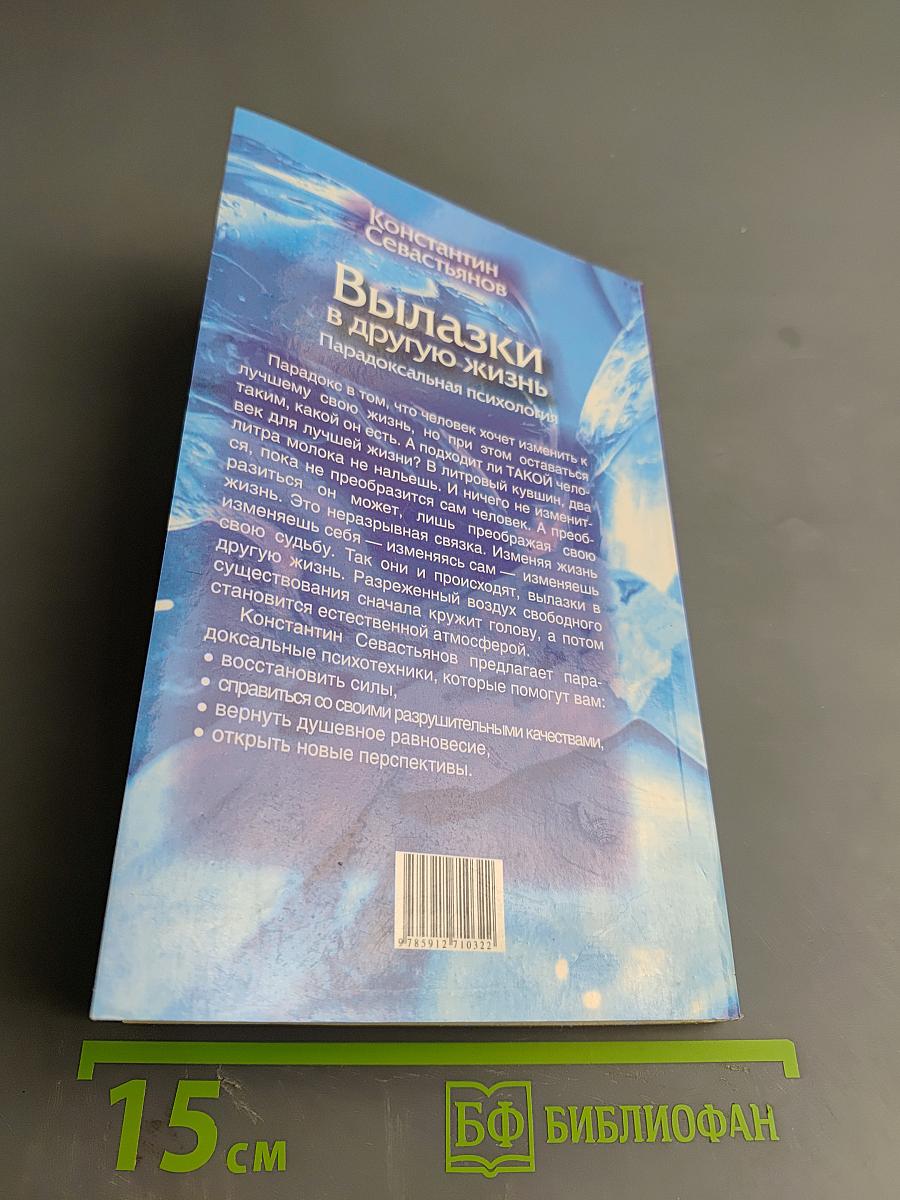 Константин
Севастьянов
Вылазки
в другую жизнь
Парадоксальная психология
Парадокс в том, что человек хочет изменить к
лучшему свою жизнь, но при этом оставаться
таким, какой он есть. А подходит ли ТАКОЙ чело-
век для лучшей жизни? В литровый кувшин, два
литра молока не нальешь. И ничего не изменит-
ся, пока не преобразится сам человек. А преоб-
разиться он может, лишь преображая свою
жизнь. Это неразрывная связка. Изменяя жизнь
изменяешь себя — изменяясь сам — изменяешь
свою судьбу. Так они и происходят, вылазки в
другую жизнь. Разреженный воздух свободного
существования сначала кружит голову, а потом
становится естественной атмосферой.
Константин Севастьянов предлагает пара-
доксальные психотехники, которые помогут вам:
• восстановить силы,
• справиться со своими разрушительными качествами,
• вернуть душевное равновесие,
• открыть новые перспективы.
9 785912 710322
15 см
БФ БИБЛИОФАН